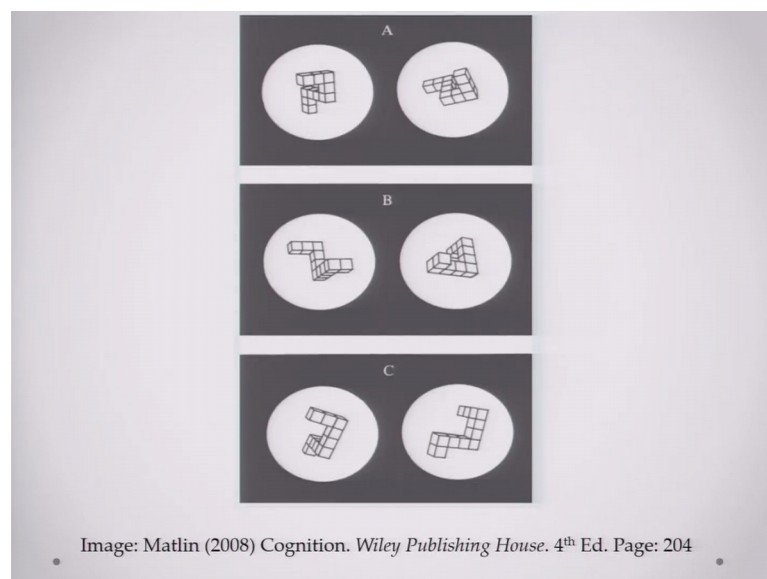 A
B
C
Image: Matlin (2008) Cognition. Wiley Publishing House. 4th Ed. Page: 204